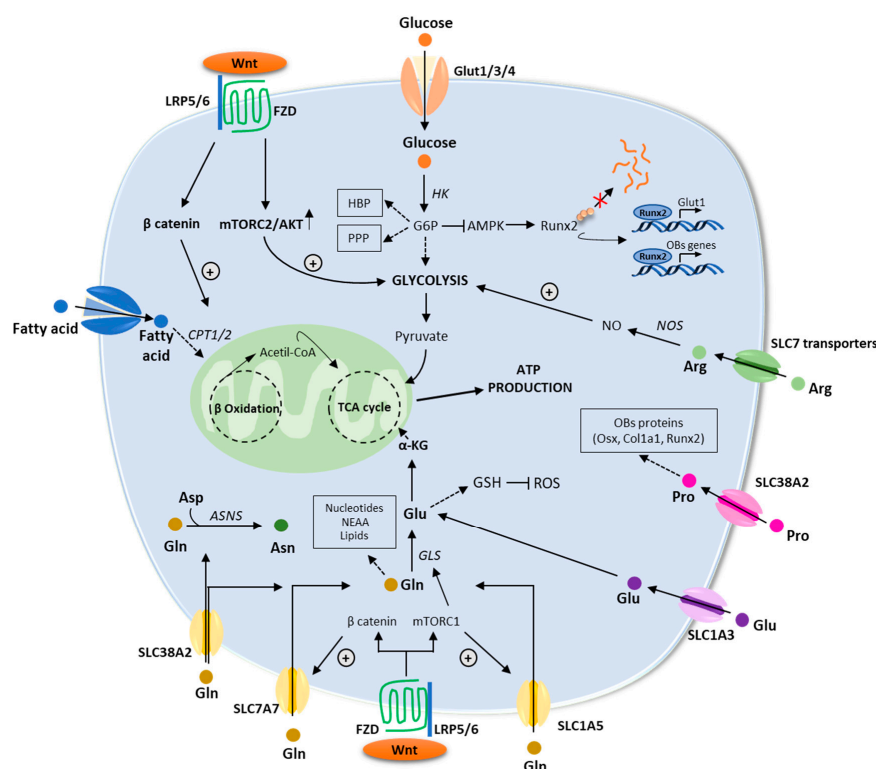 Glucose
Wnt
Glut1/3/4
LRP5/6
FZD
Glucose
HK
HBP
Glut1
Runx2
β catenin
mTORC2/AKT
G6P
AMPK
Runx2
PPP
OBs genes
Runx2
+
+
GLYCOLYSIS
+
Fatty acid
Fatty
acid
CPT1/2
Pyruvate
NO
NOS
SLC7 transporters
Acetil-CoA
Arg
Arg
ATP
PRODUCTION
β Oxidation
TCA cycle
OBs proteins
(Osx, Col1a1, Runx2)
α-KG
GSH
ROS
Pro
SLC38A2
Pro
Asp
Nucleotides
NEAA
Lipids
Glu
Gln
ASNS
Asn
GLS
Gln
Glu
Glu
SLC1A3
β catenin
mTORC1
SLC38A2
+
+
Gln
SLC7A7
FZD
LRP5/6
SLC1A5
Gln
Wnt
Gln